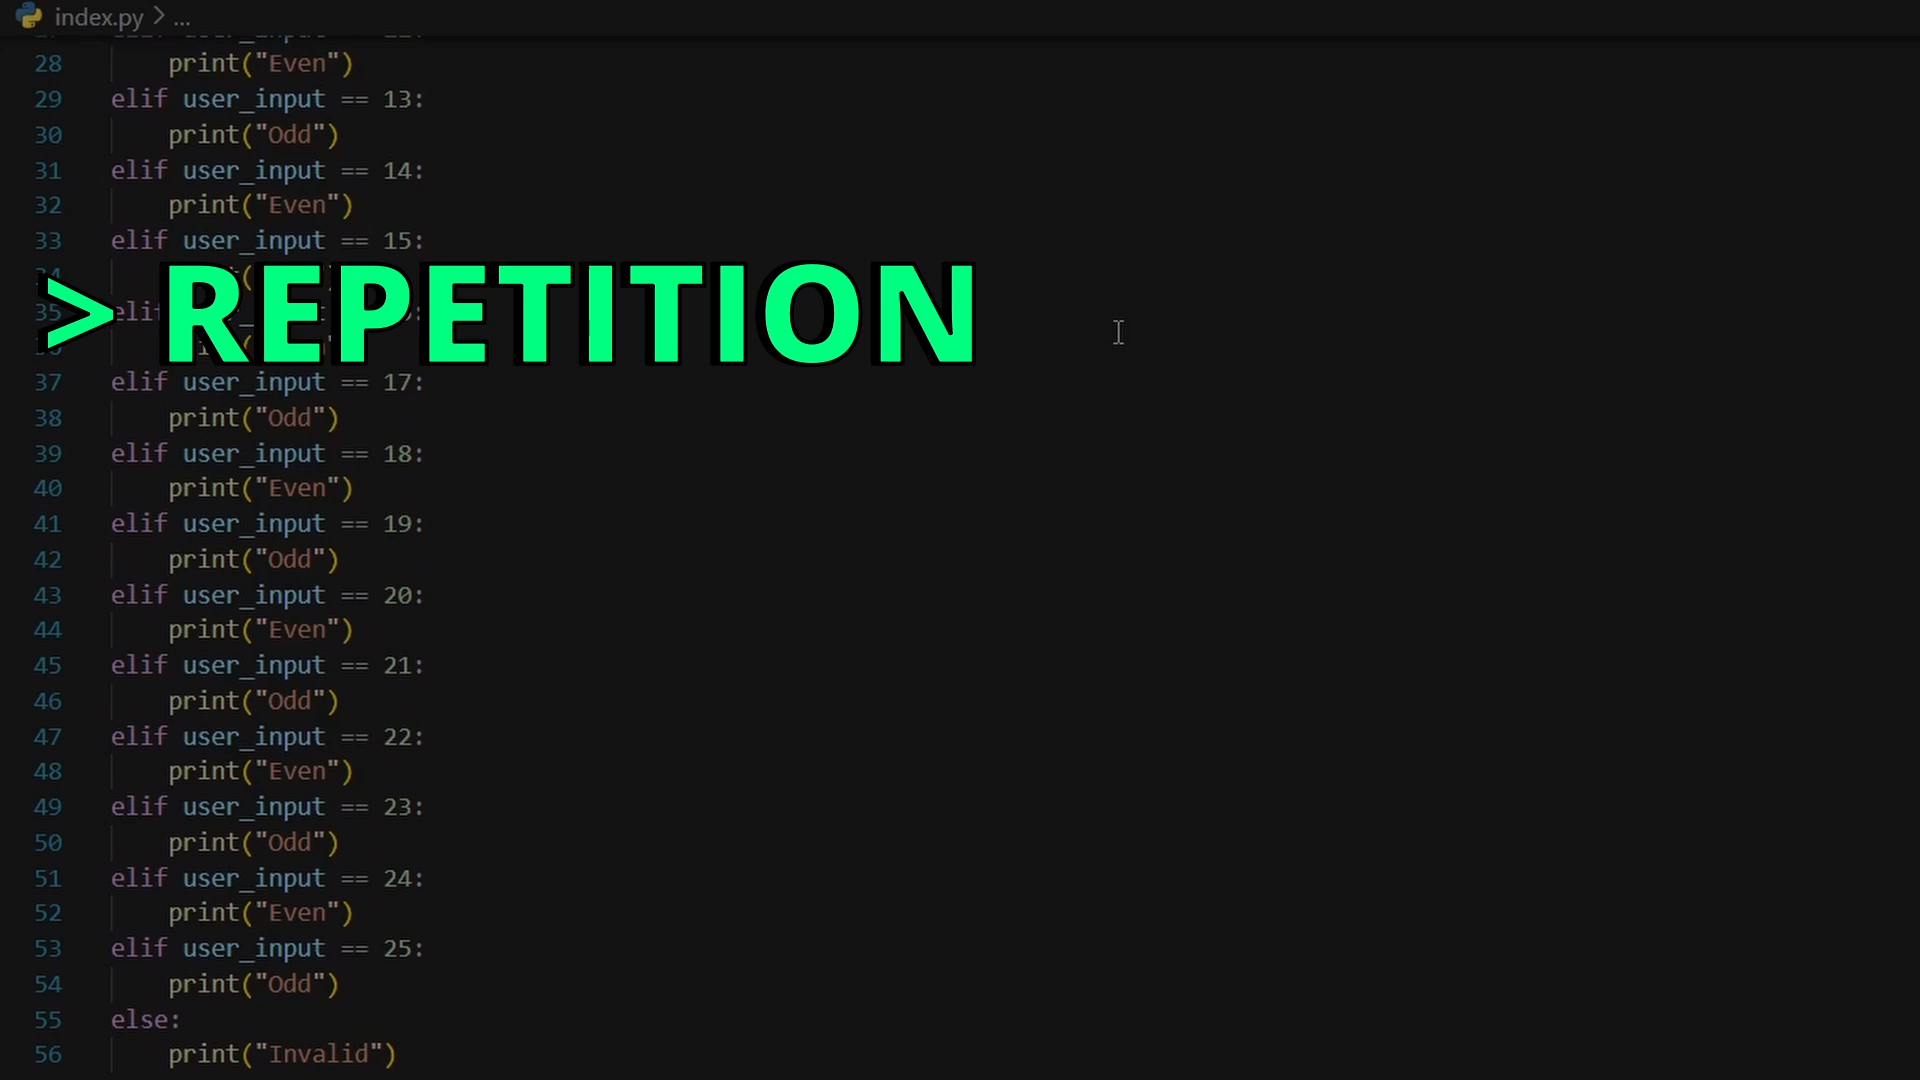 index.py > ...
28 print("Even")
29 elif user_input == 13:
30 print("Odd")
31 elif user_input == 14:
32 print("Even")
33 elif user_input == 15:
> REPETITION
35
37 elif user_input == 17:
38 print("Odd")
39 elif user_input == 18:
40 print("Even")
41 elif user_input == 19:
42 print("Odd")
43 elif user_input == 20:
44 print("Even")
45 elif user_input == 21:
46 print("Odd")
47 elif user_input == 22:
48 print("Even")
49 elif user_input == 23:
50 print("Odd")
51 elif user_input == 24:
52 print("Even")
53 elif user_input == 25:
54 print("Odd")
55 else:
56 print("Invalid")